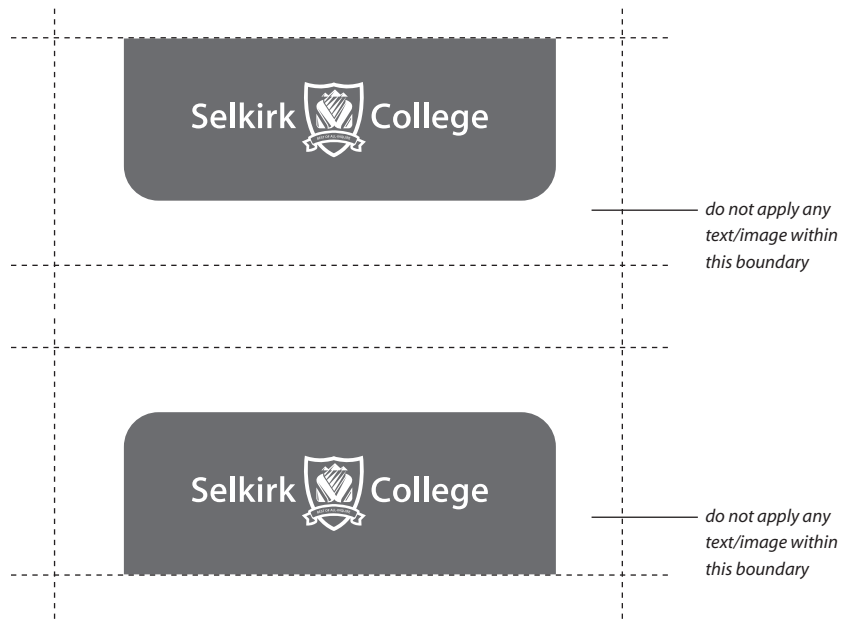 Selkirk College
do not apply any
text/image within
this boundary
Selkirk College
do not apply any
text/image within
this boundary